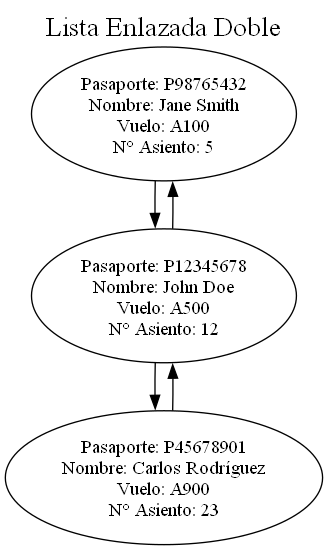 Lista Enlazada Doble
Pasaporte: P98765432
Nombre: Jane Smith
Vuelo: A100
N° Asiento: 5
Pasaporte: P12345678
Nombre: John Doe
Vuelo: A500
N° Asiento: 12
Pasaporte: P45678901
Nombre: Carlos Rodríguez
Vuelo: A900
N° Asiento: 23